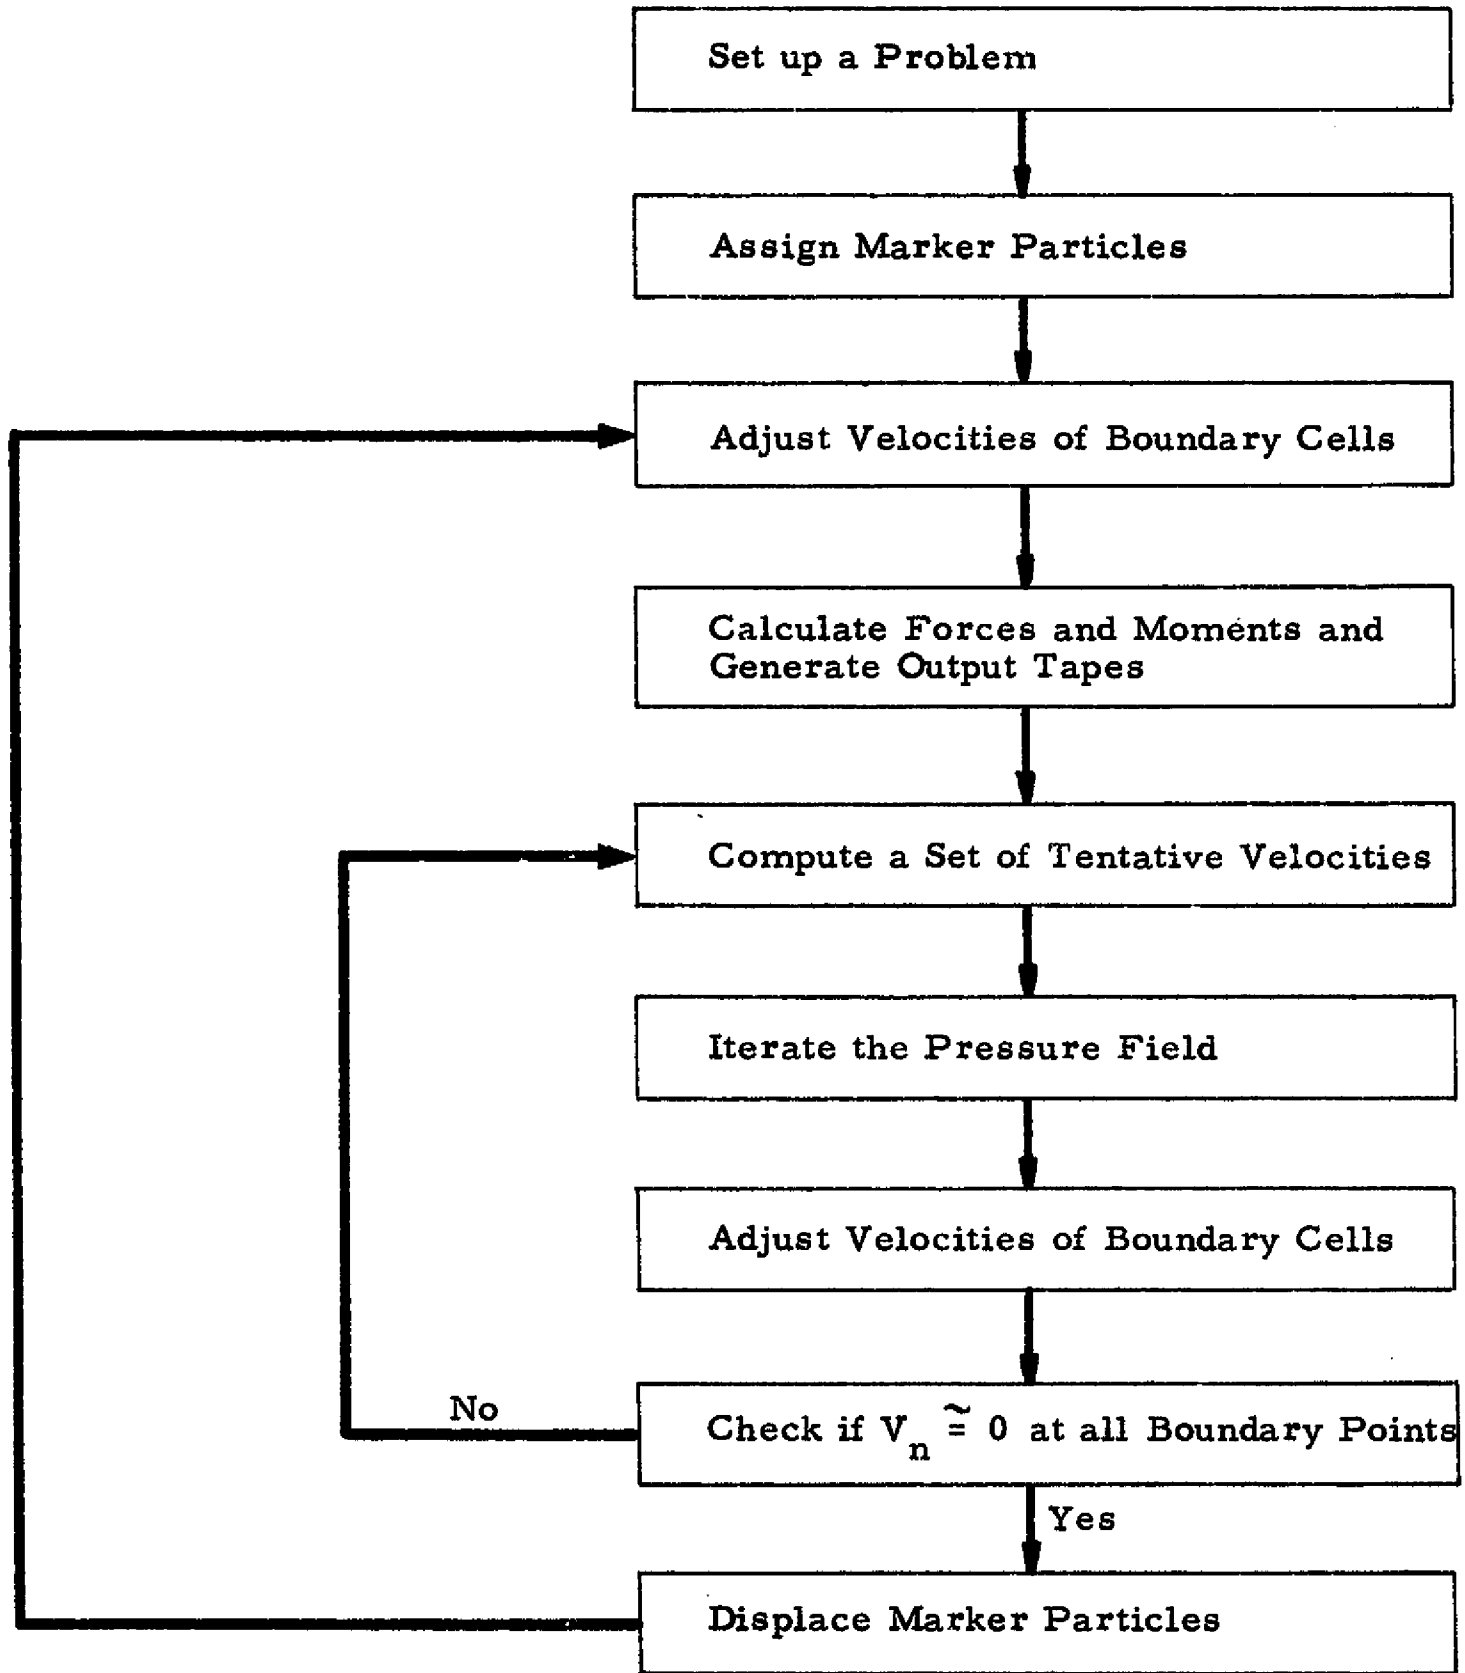 Set up a Problem
Assign Marker Particles
Adjust Velocities of Boundary Cells
Calculate Forces and Moments and
Generate Output Tapes
Compute a Set of Tentative Velocities
Iterate the Pressure Field
Adjust Velocities of Boundary Cells
No
Check if Vₙ ≅ 0 at all Boundary Points
Yes
Displace Marker Particles